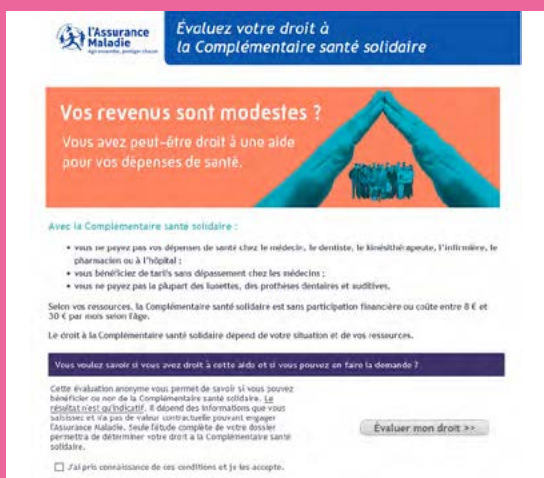 l'Assurance
Maladie
Agir ensemble, protéger chacun
Évaluez votre droit à
la Complémentaire santé solidaire
Vos revenus sont modestes ?
Vous avez peut-être droit à une aide
pour vos dépenses de santé.
Avec la Complémentaire santé solidaire :
• vous ne payez pas vos dépenses de santé chez le médecin, le dentiste, le kinésithérapeute, l'infirmière, le
pharmacien ou à l'hôpital ;
• vous bénéficiez de tarifs sans dépassement chez les médecins ;
• vous ne payez pas la plupart des lunettes, des prothèses dentaires et auditives.
Selon vos ressources, la Complémentaire santé solidaire est sans participation financière ou coûte entre 8 € et
30 € par mois selon l'âge.
Le droit à la Complémentaire santé solidaire dépend de votre situation et de vos ressources.
Vous voulez savoir si vous avez droit à cette aide et si vous pouvez en faire la demande ?
Cette évaluation anonyme vous permet de savoir si vous pouvez
bénéficier ou non de la Complémentaire santé solidaire. Le
résultat n'est qu'indicatif. Il dépend des informations que vous
saisissez et n'a pas de valeur contractuelle pouvant engager
l'Assurance Maladie. Seule l'étude complète de votre dossier
permettra de déterminer votre droit à la Complémentaire santé
solidaire.
Évaluer mon droit >>
J'ai pris connaissance de ces conditions et je les accepte.